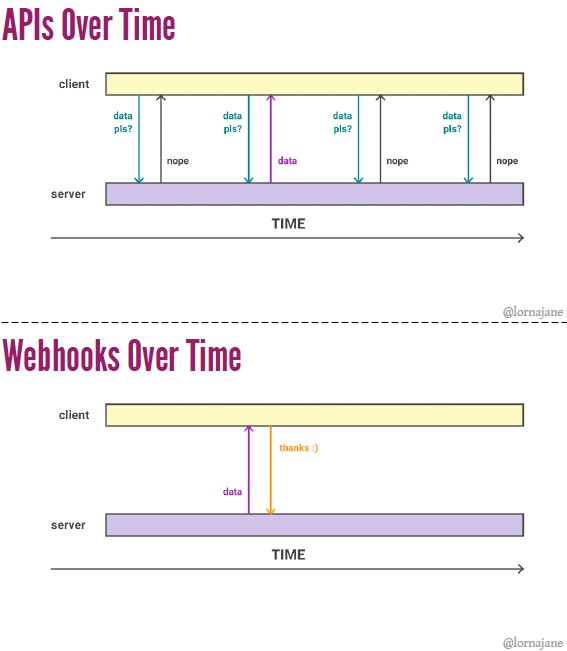 APIs Over Time
client
data
pls?
nope
data
pls?
data
data
pls?
nope
data
pls?
nope
server
TIME
@lornajane
Webhooks Over Time
client
thanks :)
data
server
TIME
@lornajane